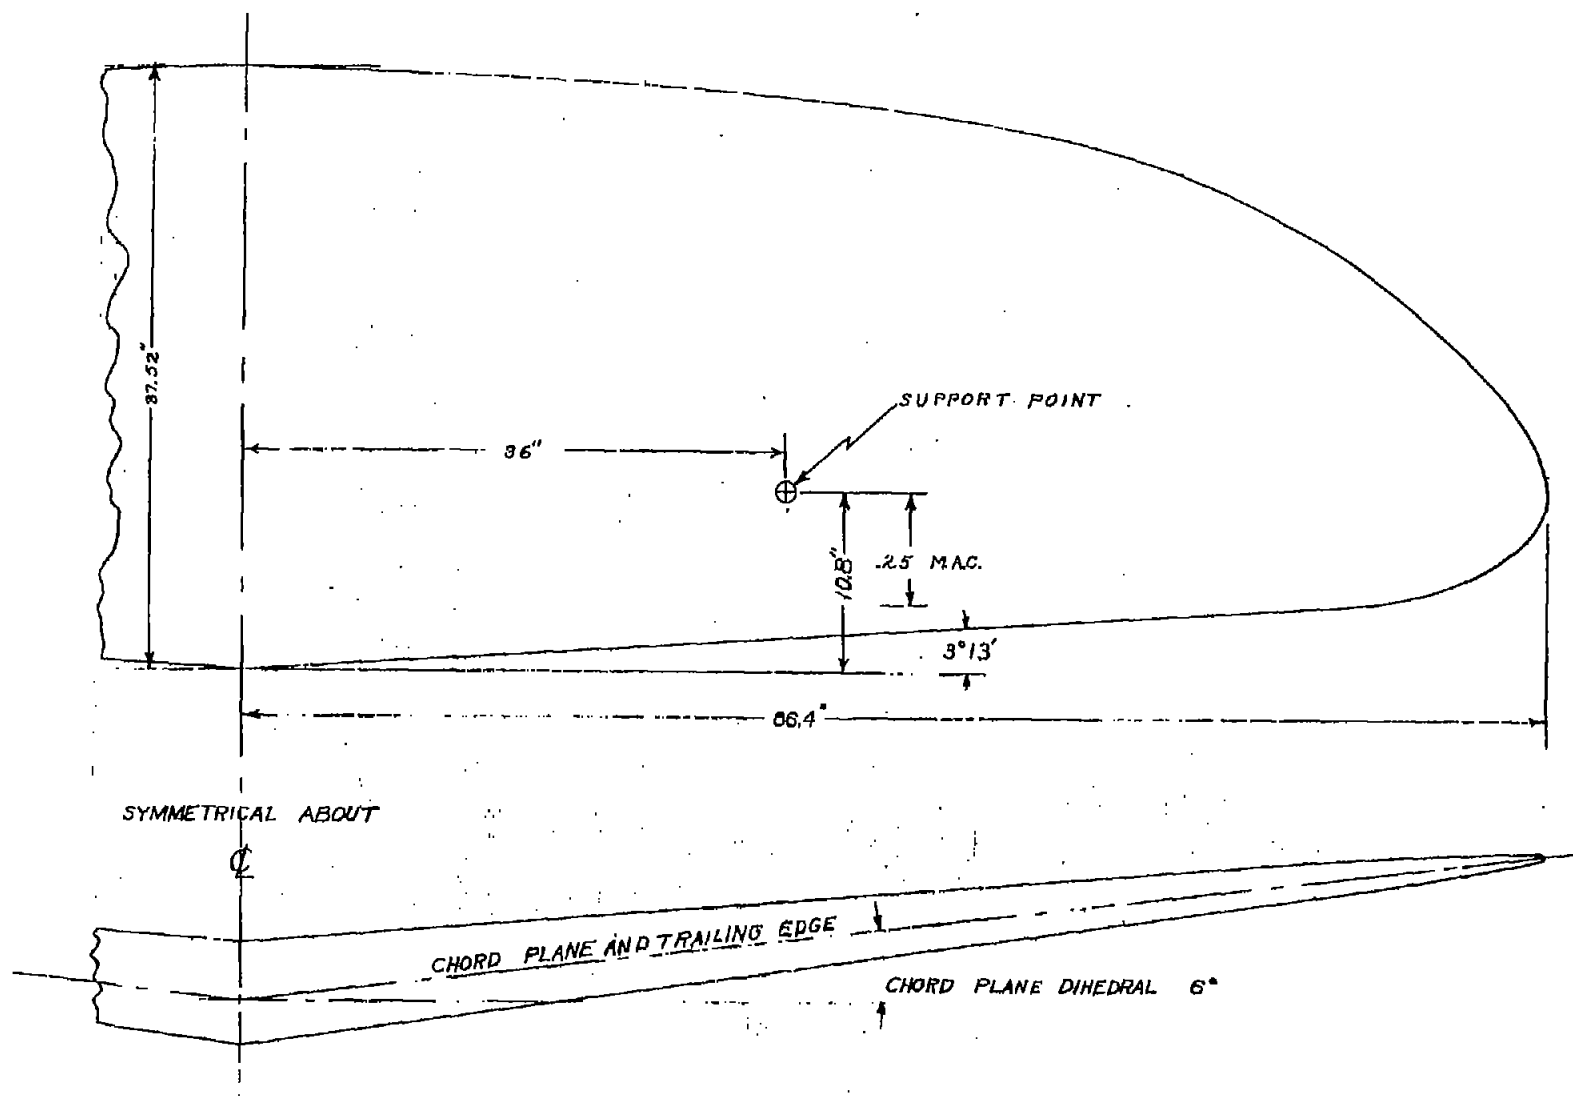 37.52"
SUPPORT POINT
36"
10.8"
.25 M.A.C.
3°13'
86.4"
SYMMETRICAL ABOUT
℄
CHORD PLANE AND TRAILING EDGE
CHORD PLANE DIHEDRAL 6°